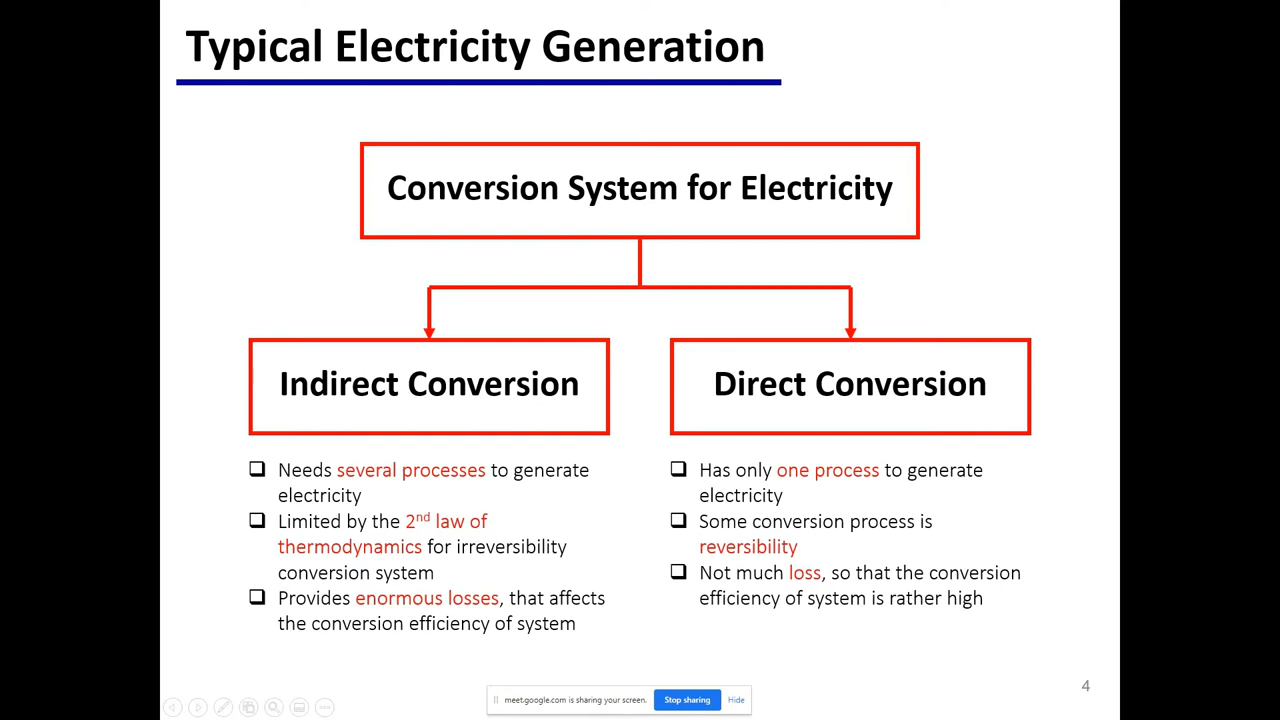 Typical Electricity Generation
Conversion System for Electricity
Indirect Conversion
Direct Conversion
Needs several processes to generate
electricity
Limited by the 2nd law of
thermodynamics for irreversibility
conversion system
Provides enormous losses, that affects
the conversion efficiency of system
Has only one process to generate
electricity
Some conversion process is
reversibility
Not much loss, so that the conversion
efficiency of system is rather high
4
meet.google.com is sharing your screen.
Stop sharing
Hide